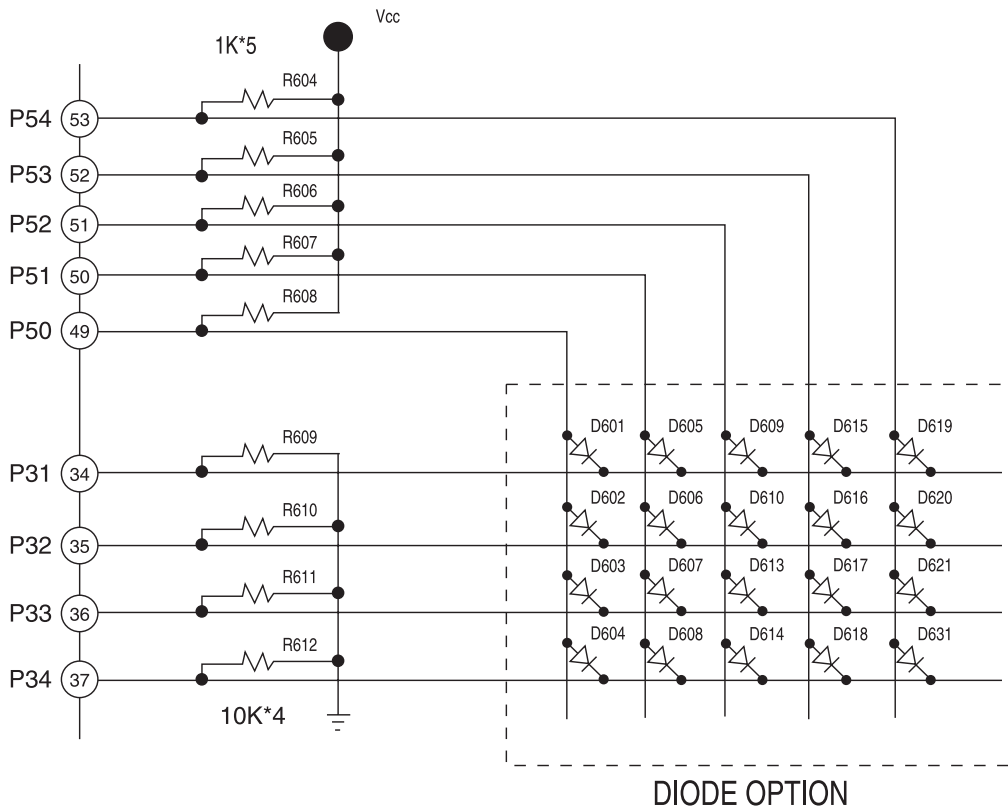 Vcc
1K*5
R604
P54 53
R605
P53 52
R606
P52 51
R607
P51 50
R608
P50 49
R609
D601 D605 D609 D615 D619
P31 34
R610
D602 D606 D610 D616 D620
P32 35
R611
D603 D607 D613 D617 D621
P33 36
R612
D604 D608 D614 D618 D631
P34 37
10K*4
DIODE OPTION